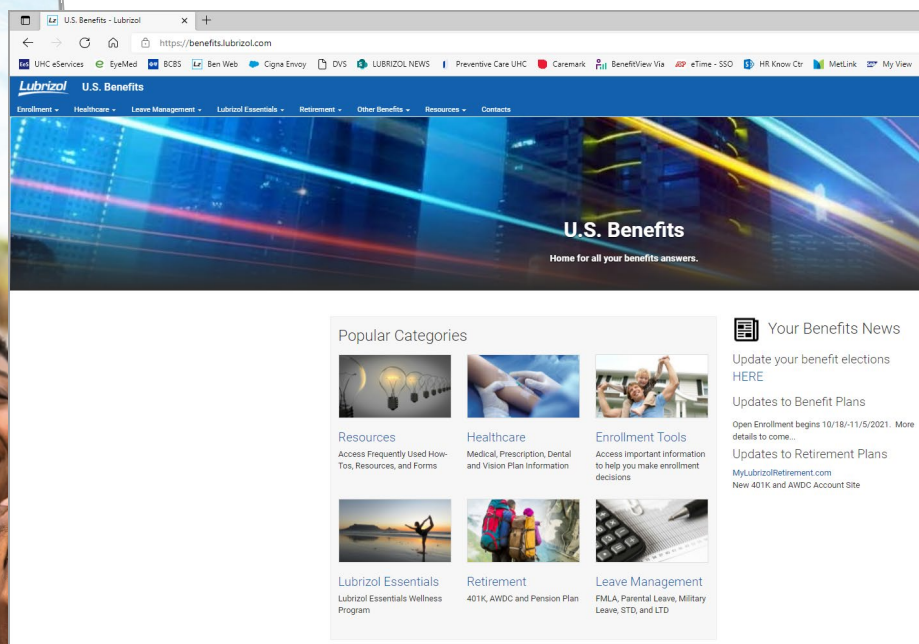 U.S. Benefits - Lubrizol
https://benefits.lubrizol.com
UHC eServices EyeMed BCBS Lz Ben Web Cigna Envoy DVS LUBRIZOL NEWS Preventive Care UHC Caremark BenefitView Via eTime - SSO HR Know Ctr MetLink My View
Lubrizol U.S. Benefits
Enrollment Healthcare Leave Management Lubrizol Essentials Retirement Other Benefits Resources Contacts
U.S. Benefits
Home for all your benefits answers.
Popular Categories
Resources
Access Frequently Used How-
Tos, Resources, and Forms
Healthcare
Medical, Prescription, Dental
and Vision Plan Information
Enrollment Tools
Access important information
to help you make enrollment
decisions
Lubrizol Essentials
Lubrizol Essentials Wellness
Program
Retirement
401K, AWDC and Pension Plan
Leave Management
FMLA, Parental Leave, Military
Leave, STD, and LTD
Your Benefits News
Update your benefit elections
HERE
Updates to Benefit Plans
Open Enrollment begins 10/18/-11/5/2021. More
details to come...
Updates to Retirement Plans
MyLubrizolRetirement.com
New 401K and AWDC Account Site